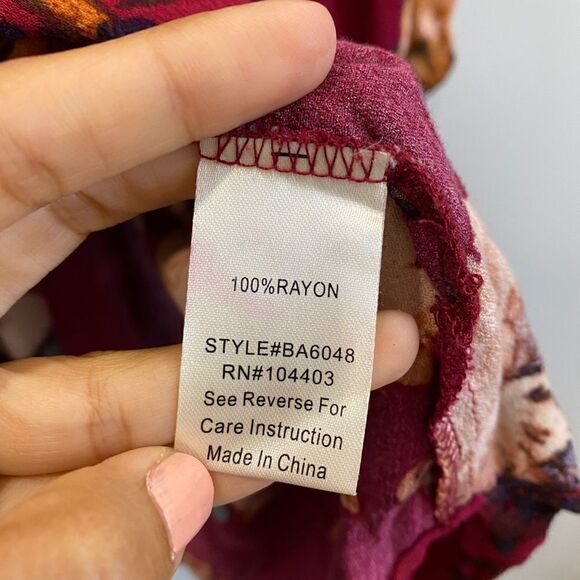 100%RAYON
STYLE#BA6048
RN#104403
See Reverse For
Care Instruction
Made In China